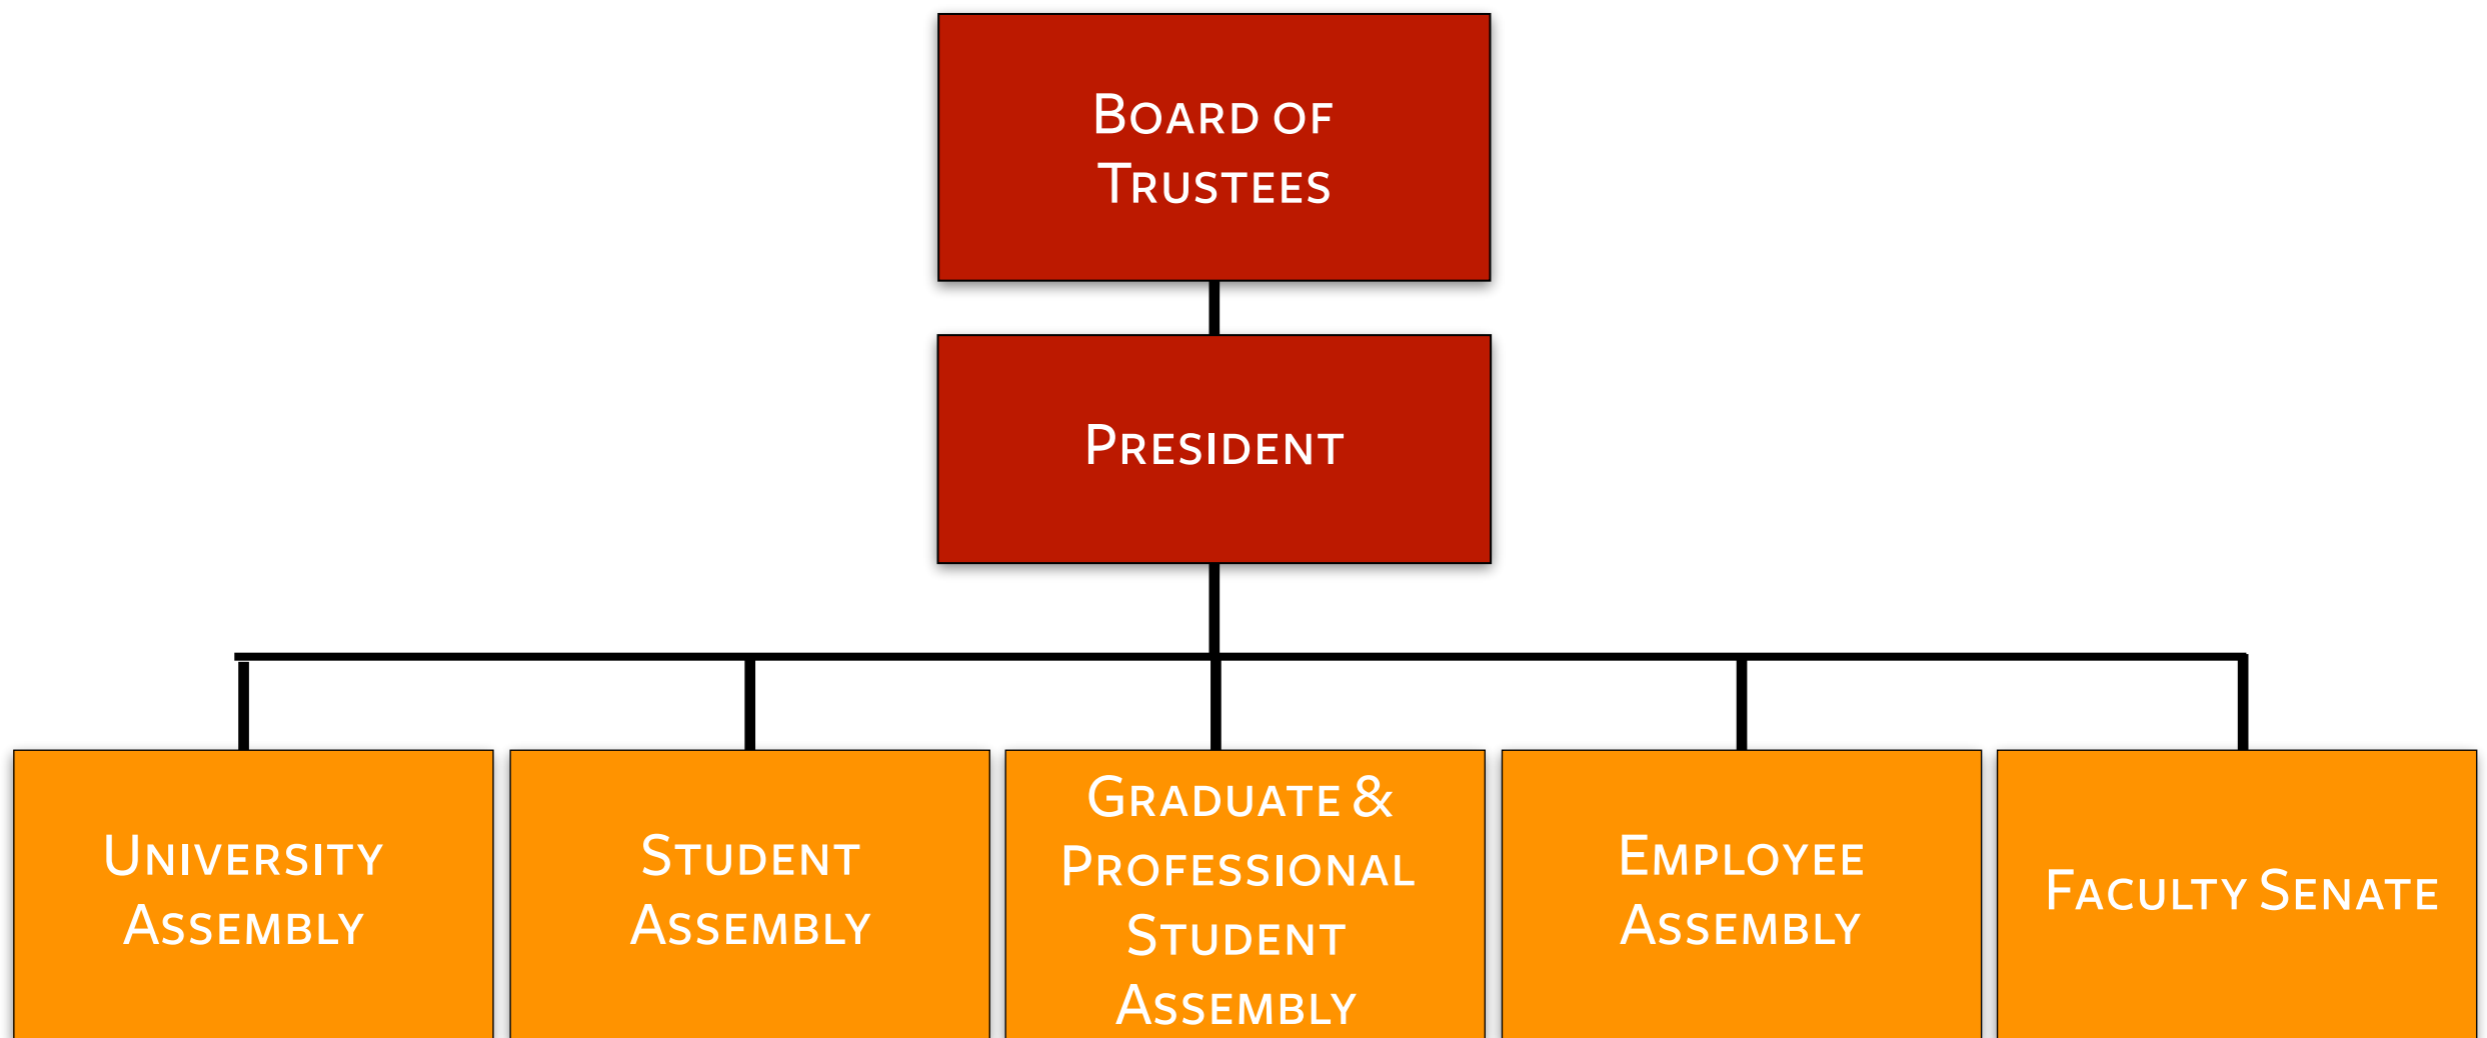 Board of
Trustees
President
University
Assembly
Student
Assembly
Graduate &
Professional
Student
Assembly
Employee
Assembly
Faculty Senate